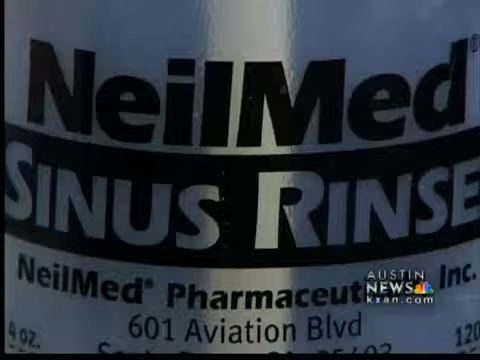 NeilMed®
SINUS RINSE
NeilMed® Pharmaceut Inc.
601 Aviation Blvd
4 oz.
120
AUSTIN
NEWS
kxan.com